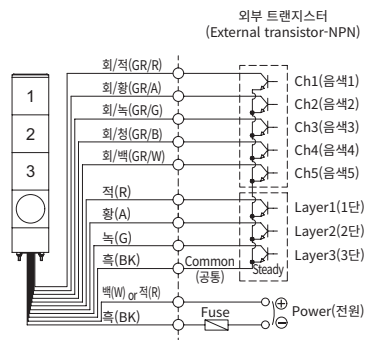 외부 트랜지스터
(External transistor-NPN)
회/적(GR/R)
Ch1(음색1)
회/황(GR/A)
Ch2(음색2)
회/녹(GR/G)
Ch3(음색3)
회/청(GR/B)
Ch4(음색4)
회/백(GR/W)
Ch5(음색5)
1
2
3
적(R)
Layer1(1단)
황(A)
Layer2(2단)
녹(G)
Layer3(3단)
흑(BK)
Common
(공통)
Steady
백(W) or 적(R)
흑(BK)
Fuse
⊕
⊖
Power(전원)